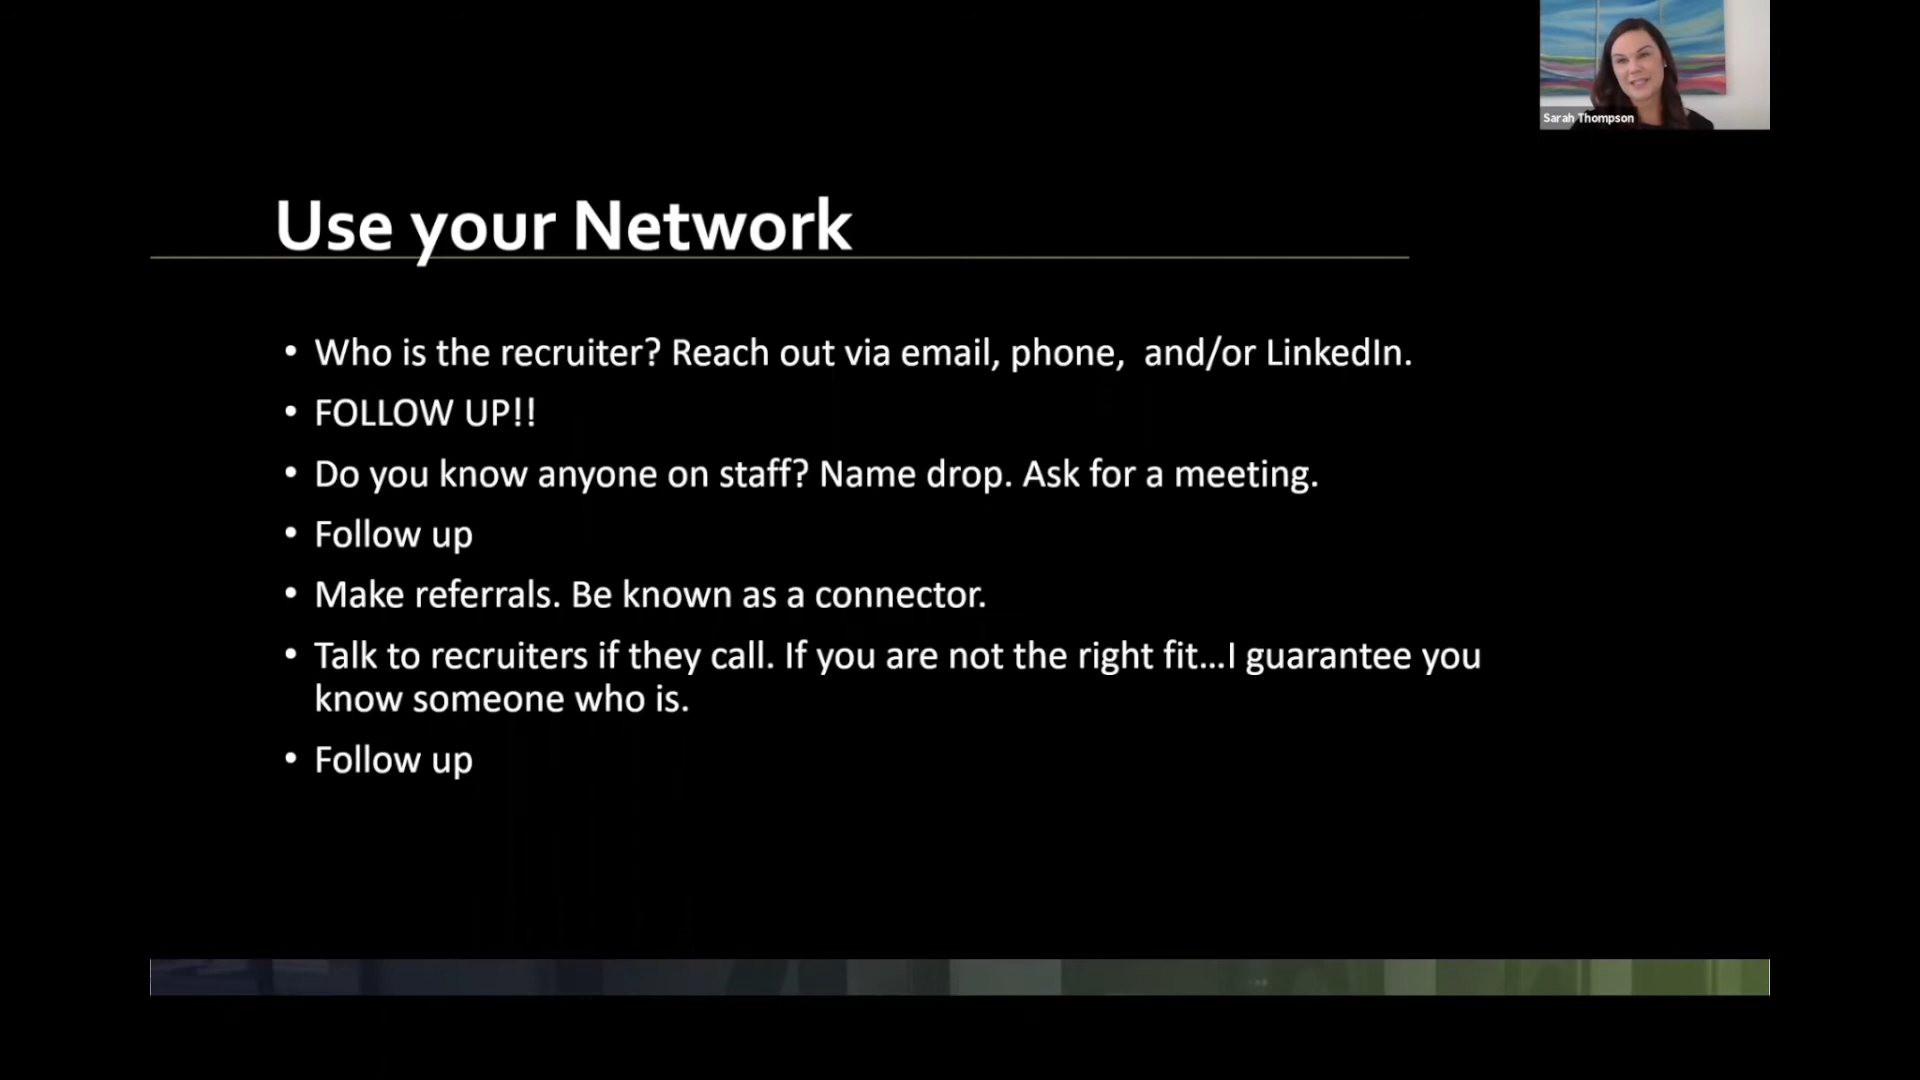 Sarah Thompson
Use your Network
• Who is the recruiter? Reach out via email, phone,  and/or LinkedIn.
• FOLLOW UP!!
• Do you know anyone on staff? Name drop. Ask for a meeting.
• Follow up
• Make referrals. Be known as a connector.
• Talk to recruiters if they call. If you are not the right fit...I guarantee you
know someone who is.
• Follow up